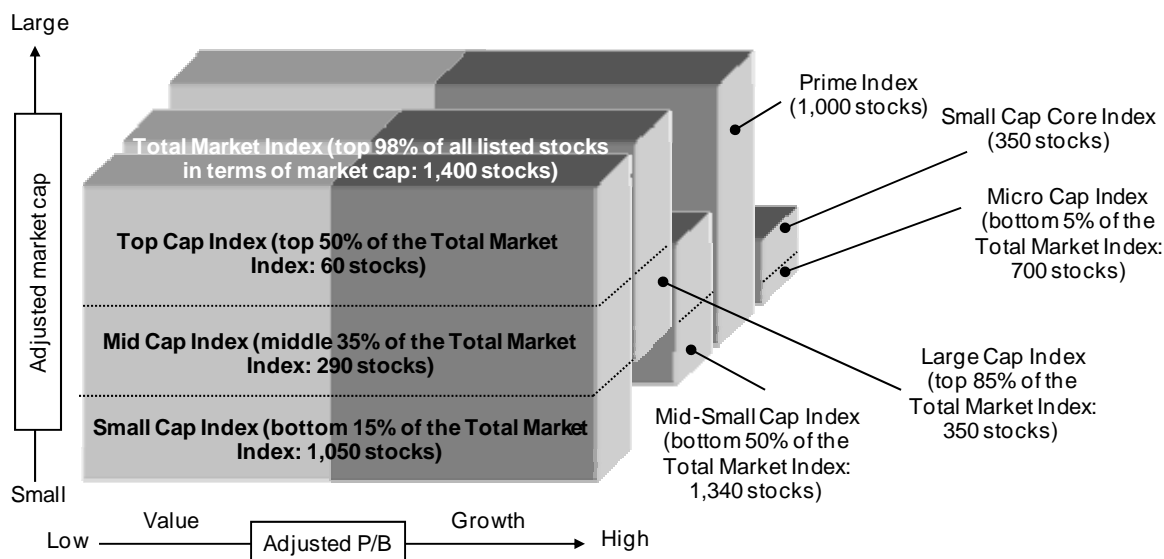 Large
Adjusted market cap
Small
Total Market Index (top 98% of all listed stocks
in terms of market cap: 1,400 stocks)
Top Cap Index (top 50% of the Total Market
Index: 60 stocks)
Mid Cap Index (middle 35% of the Total Market
Index: 290 stocks)
Small Cap Index (bottom 15% of the Total Market
Index: 1,050 stocks)
Prime Index
(1,000 stocks)
Small Cap Core Index
(350 stocks)
Micro Cap Index
(bottom 5% of the
Total Market Index:
700 stocks)
Large Cap Index
(top 85% of the
Total Market Index:
350 stocks)
Mid-Small Cap Index
(bottom 50% of the
Total Market Index:
1,340 stocks)
Low
Value
Adjusted P/B
Growth
High